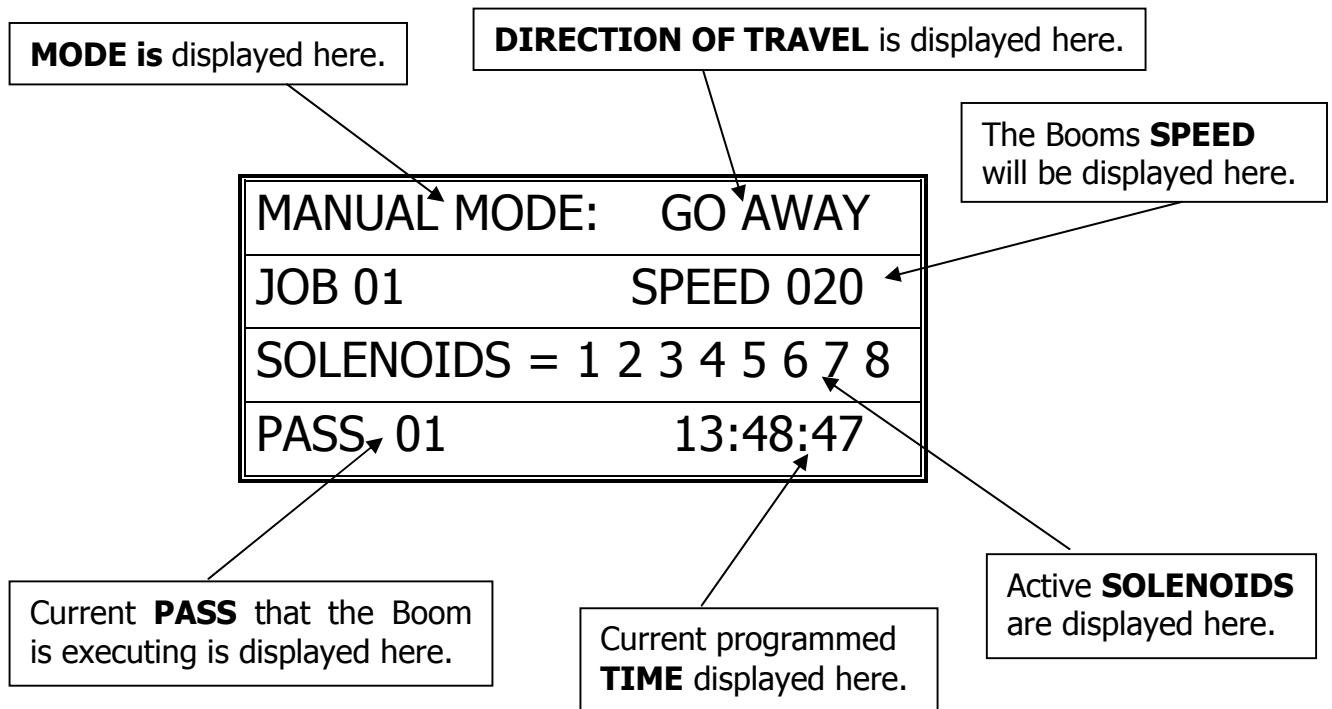 MODE is displayed here.
DIRECTION OF TRAVEL is displayed here.
The Booms SPEED
will be displayed here.
MANUAL MODE: GO AWAY
JOB 01 SPEED 020
SOLENOIDS = 1 2 3 4 5 6 7 8
PASS 01 13:48:47
Current PASS that the Boom
is executing is displayed here.
Current programmed
TIME displayed here.
Active SOLENOIDS
are displayed here.